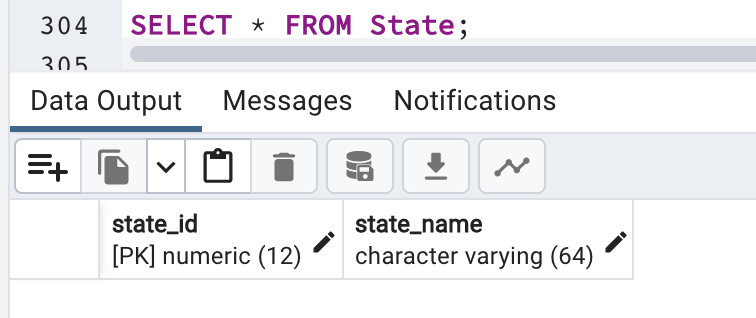 304 SELECT * FROM State;
305
Data Output Messages Notifications
state_id state_name
[PK] numeric (12) character varying (64)